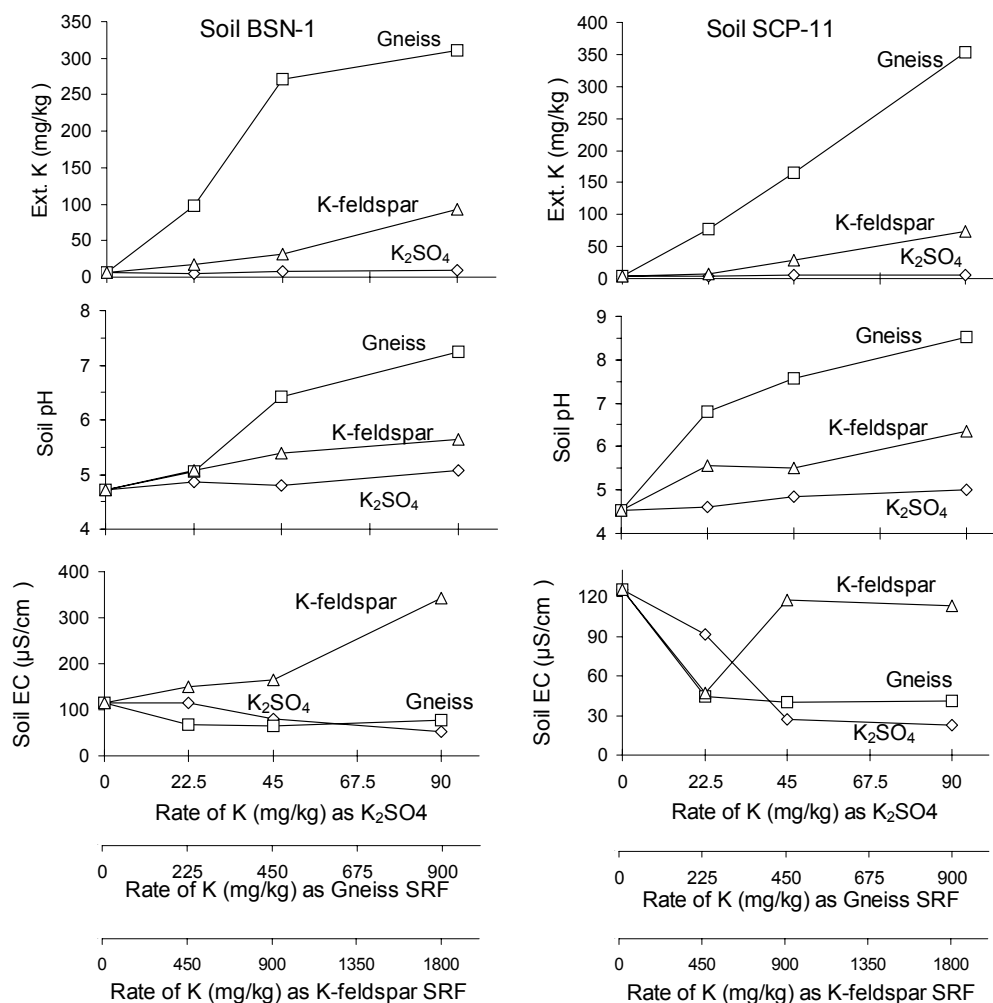 Soil BSN-1
Ext. K (mg/kg)
350
300
250
200
150
100
50
0
Gneiss
K-feldspar
K₂SO₄
Soil pH
8
7
6
5
4
Gneiss
K-feldspar
K₂SO₄
Soil EC (µS/cm )
400
300
200
100
0
K-feldspar
K₂SO₄
Gneiss
0 22.5 45 67.5 90
Rate of K (mg/kg) as K₂SO4
0 225 450 675 900
Rate of K (mg/kg) as Gneiss SRF
0 450 900 1350 1800
Rate of K (mg/kg) as K-feldspar SRF
Soil SCP-11
Ext. K (mg/kg)
400
350
300
250
200
150
100
50
0
Gneiss
K-feldspar
K₂SO₄
Soil pH
9
8
7
6
5
4
Gneiss
K-feldspar
K₂SO₄
Soil EC (µS/cm )
120
90
60
30
0
K-feldspar
Gneiss
K₂SO₄
0 22.5 45 67.5 90
Rate of K (mg/kg) as K₂SO4
0 225 450 675 900
Rate of K (mg/kg) as Gneiss SRF
0 450 900 1350 1800
Rate of K (mg/kg) as K-feldspar SRF